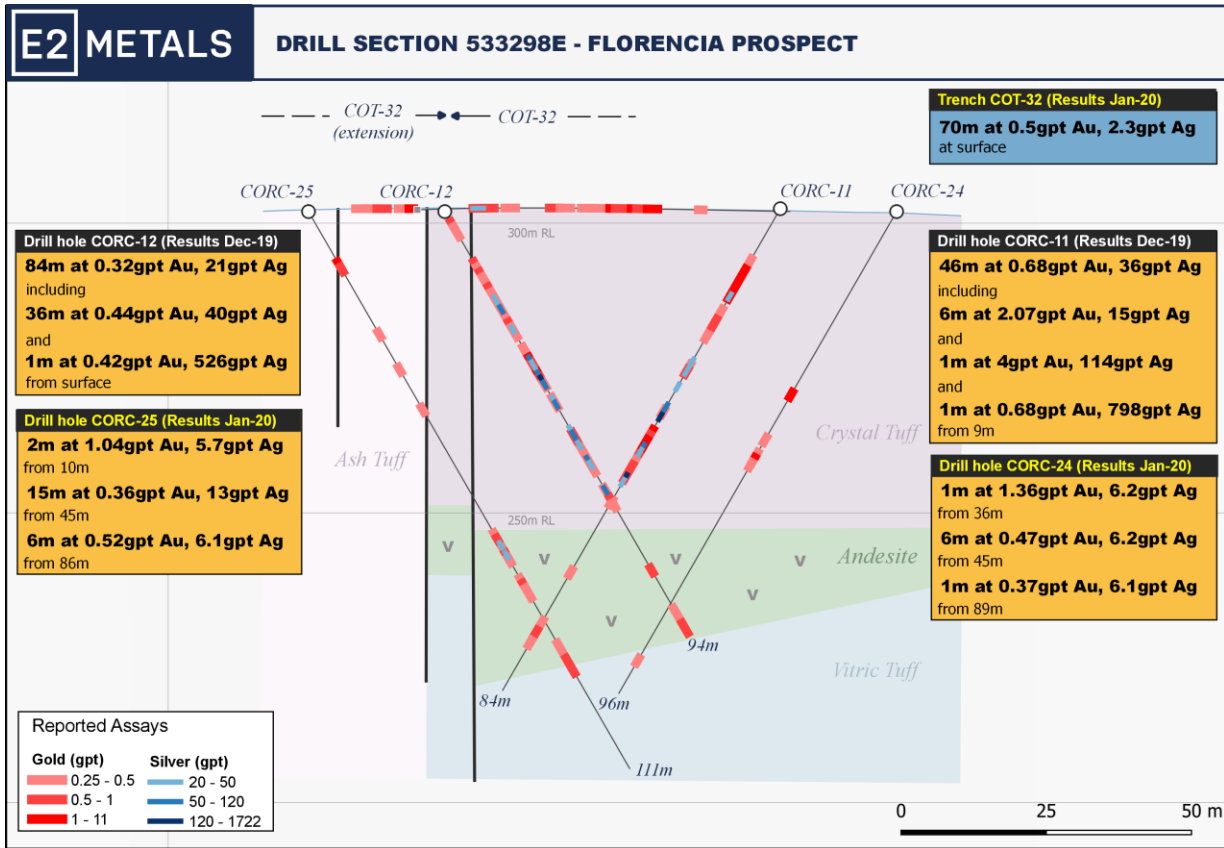 E2 METALS
DRILL SECTION 533298E - FLORENCIA PROSPECT
COT-32
(extension)
COT-32
Trench COT-32 (Results Jan-20)
70m at 0.5gpt Au, 2.3gpt Ag
at surface
CORC-25
CORC-12
CORC-11
CORC-24
300m RL
Drill hole CORC-12 (Results Dec-19)
84m at 0.32gpt Au, 21gpt Ag
including
36m at 0.44gpt Au, 40gpt Ag
and
1m at 0.42gpt Au, 526gpt Ag
from surface
Drill hole CORC-11 (Results Dec-19)
46m at 0.68gpt Au, 36gpt Ag
including
6m at 2.07gpt Au, 15gpt Ag
and
1m at 4gpt Au, 114gpt Ag
and
1m at 0.68gpt Au, 798gpt Ag
from 9m
Drill hole CORC-25 (Results Jan-20)
2m at 1.04gpt Au, 5.7gpt Ag
from 10m
15m at 0.36gpt Au, 13gpt Ag
from 45m
6m at 0.52gpt Au, 6.1gpt Ag
from 86m
Drill hole CORC-24 (Results Jan-20)
1m at 1.36gpt Au, 6.2gpt Ag
from 36m
6m at 0.47gpt Au, 6.2gpt Ag
from 45m
1m at 0.37gpt Au, 6.1gpt Ag
from 89m
Ash Tuff
Crystal Tuff
250m RL
v v v v
Andesite
v
v
Vitric Tuff
94m
84m
96m
111m
Reported Assays
Gold (gpt)
0.25 - 0.5
0.5 - 1
1 - 11
Silver (gpt)
20 - 50
50 - 120
120 - 1722
0 25 50 m